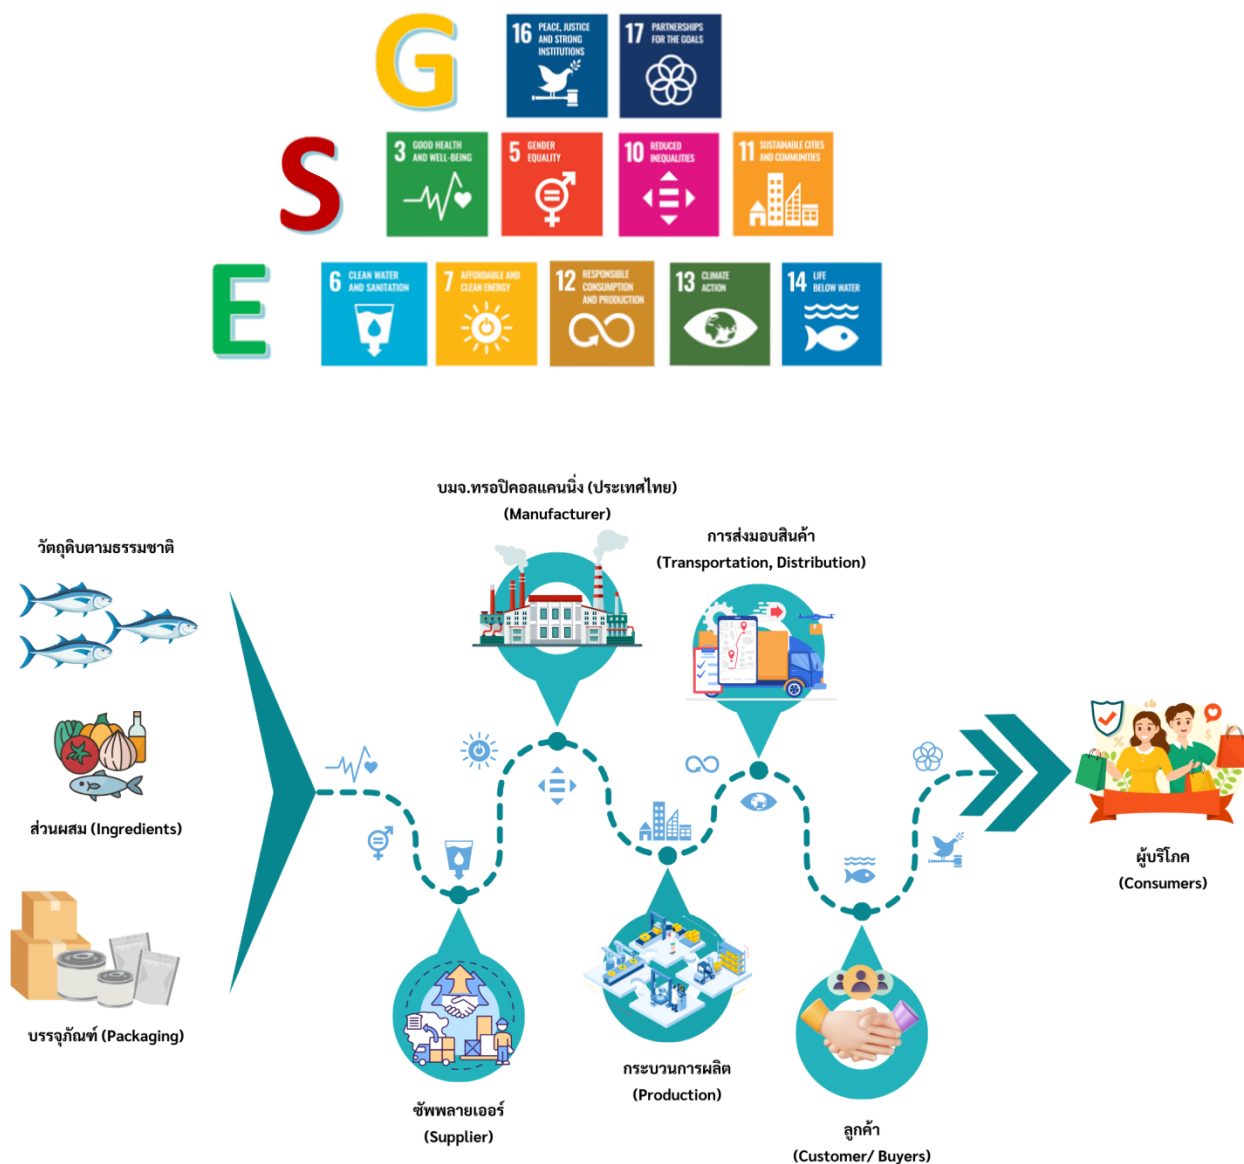 G
16 PEACE, JUSTICE
AND STRONG
INSTITUTIONS
17 PARTNERSHIPS
FOR THE GOALS
S
3 GOOD HEALTH
AND WELL-BEING
5 GENDER
EQUALITY
10 REDUCED
INEQUALITIES
11 SUSTAINABLE CITIES
AND COMMUNITIES
E
6 CLEAN WATER
AND SANITATION
7 AFFORDABLE AND
CLEAN ENERGY
12 RESPONSIBLE
CONSUMPTION
AND PRODUCTION
13 CLIMATE
ACTION
14 LIFE
BELOW WATER
วัตถุดิบตามธรรมชาติ
ส่วนผสม (Ingredients)
บรรจุภัณฑ์ (Packaging)
ซัพพลายเออร์
(Supplier)
บมจ.ทรอปิคอลแคนนิ่ง (ประเทศไทย)
(Manufacturer)
กระบวนการผลิต
(Production)
การส่งมอบสินค้า
(Transportation, Distribution)
ลูกค้า
(Customer/ Buyers)
ผู้บริโภค
(Consumers)